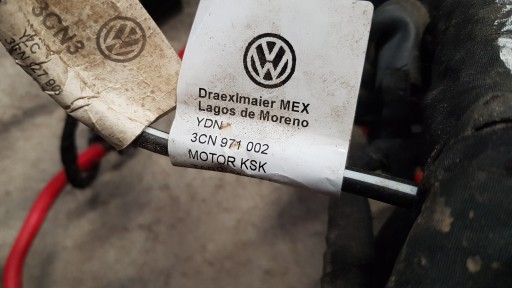 3CN3
Draexlmaier MEX
Lagos de Moreno
YDN
3CN 971 002
MOTOR KSK